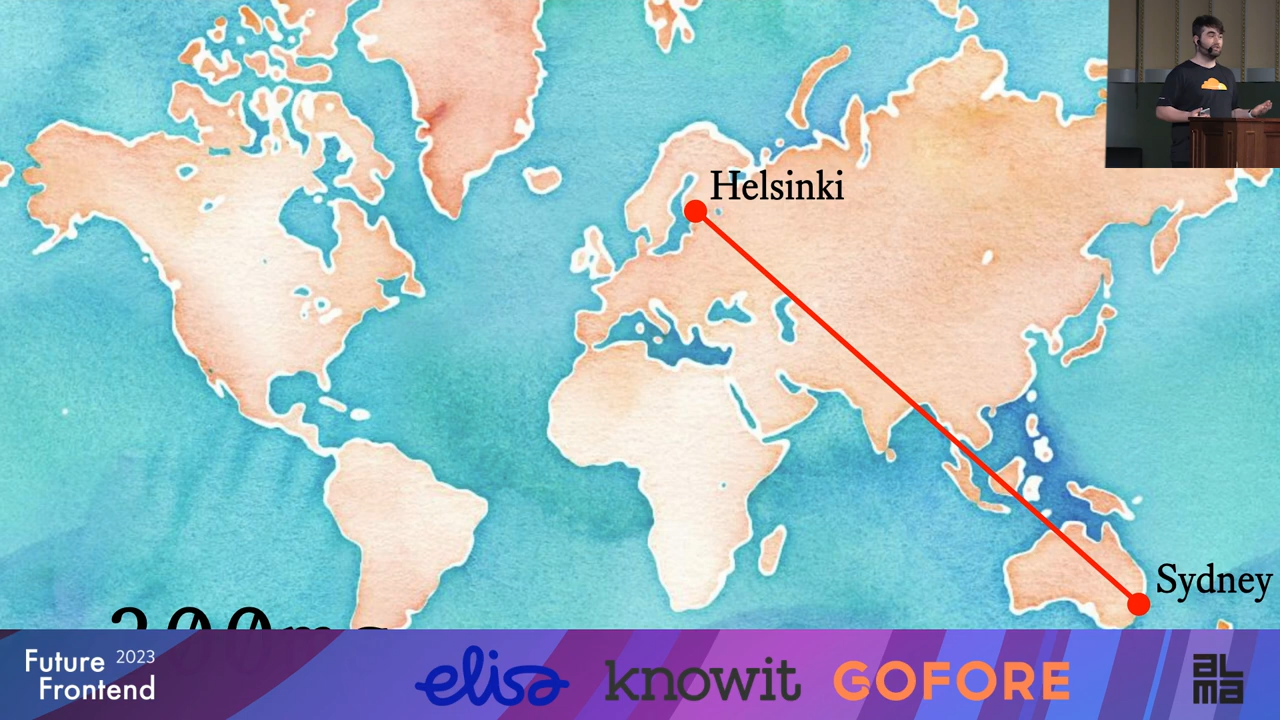 Helsinki
Sydney
Future 2023
Frontend
elisa
knowit
GOFORE
ALMA